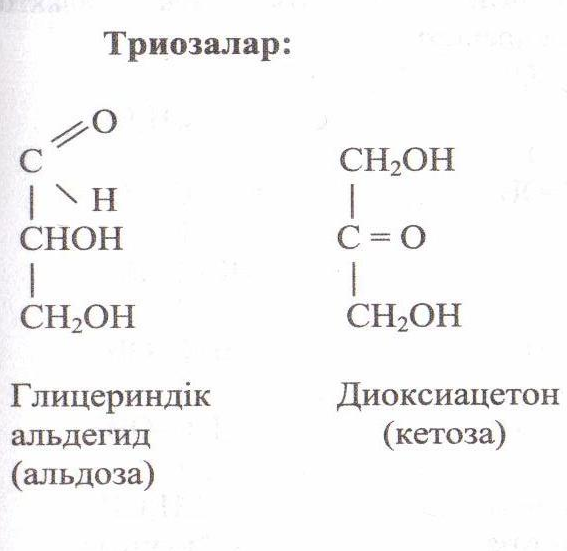 Триозалар:
O
C
CH₂OH
H
CHOH
C = O
CH₂OH
CH₂OH
Глицериндік
альдегид
(альдоза)
Диоксиацетон
(кетоза)